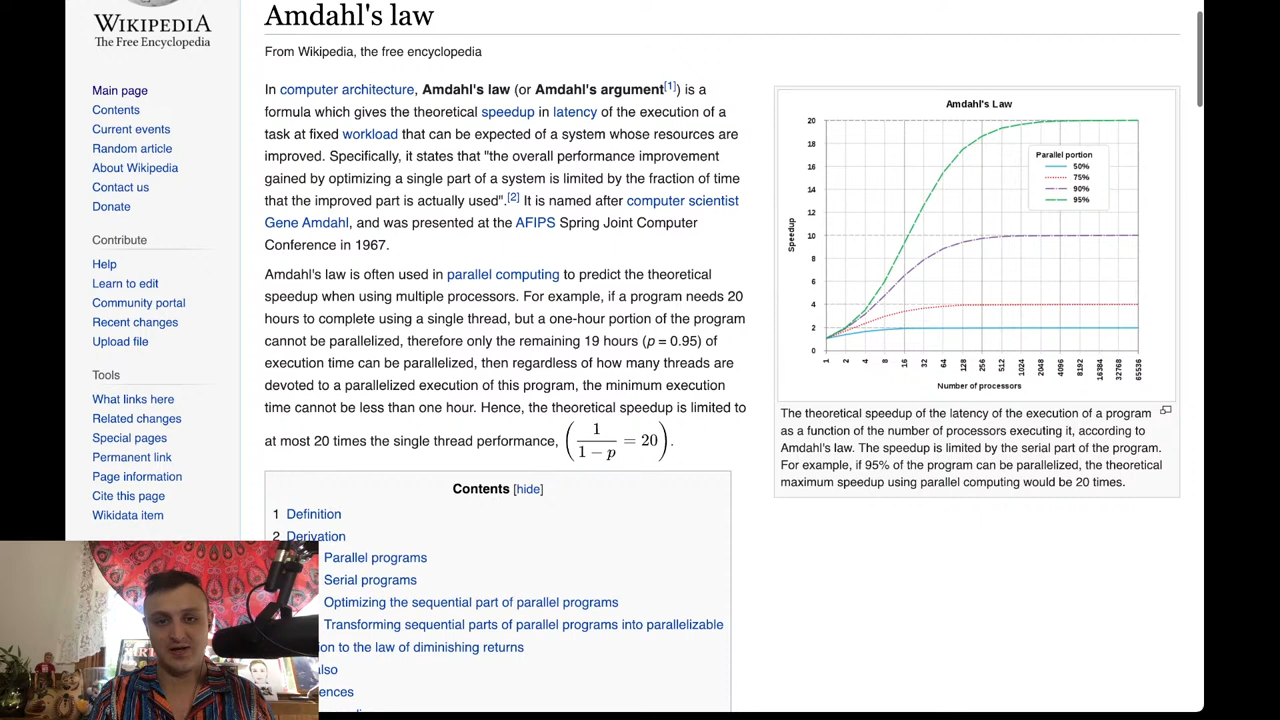 WIKIPEDIA
The Free Encyclopedia
Main page
Contents
Current events
Random article
About Wikipedia
Contact us
Donate
Contribute
Help
Learn to edit
Community portal
Recent changes
Upload file
Tools
What links here
Related changes
Special pages
Permanent link
Page information
Cite this page
Wikidata item
Amdahl's law
From Wikipedia, the free encyclopedia
In computer architecture, Amdahl's law (or Amdahl's argument[1]) is a
formula which gives the theoretical speedup in latency of the execution of a
task at fixed workload that can be expected of a system whose resources are
improved. Specifically, it states that "the overall performance improvement
gained by optimizing a single part of a system is limited by the fraction of time
that the improved part is actually used".[2] It is named after computer scientist
Gene Amdahl, and was presented at the AFIPS Spring Joint Computer
Conference in 1967.
Amdahl's law is often used in parallel computing to predict the theoretical
speedup when using multiple processors. For example, if a program needs 20
hours to complete using a single thread, but a one-hour portion of the program
cannot be parallelized, therefore only the remaining 19 hours (p = 0.95) of
execution time can be parallelized, then regardless of how many threads are
devoted to a parallelized execution of this program, the minimum execution
time cannot be less than one hour. Hence, the theoretical speedup is limited to
at most 20 times the single thread performance, (1/(1 − p) = 20).
Contents [hide]
1 Definition
2 Derivation
Parallel programs
Serial programs
Optimizing the sequential part of parallel programs
Transforming sequential parts of parallel programs into parallelizable
ion to the law of diminishing returns
lso
ences
Amdahl's Law
20
18
16
14
12
10
8
6
4
2
0
Speedup
Parallel portion
50%
75%
90%
95%
1 2 4 8 16 32 64 128 256 512 1024 2048 4096 8192 16384 32768 65536
Number of processors
The theoretical speedup of the latency of the execution of a program
as a function of the number of processors executing it, according to
Amdahl's law. The speedup is limited by the serial part of the program.
For example, if 95% of the program can be parallelized, the theoretical
maximum speedup using parallel computing would be 20 times.